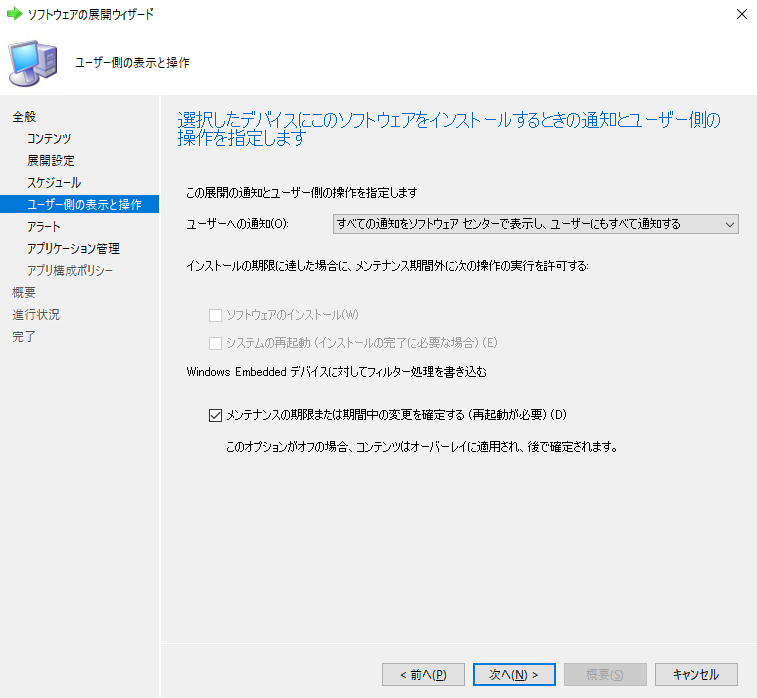 ソフトウェアの展開ウィザード
ユーザー側の表示と操作
全般
コンテンツ
展開設定
スケジュール
ユーザー側の表示と操作
アラート
アプリケーション管理
アプリ構成ポリシー
概要
進行状況
完了
選択したデバイスにこのソフトウェアをインストールするときの通知とユーザー側の
操作を指定します
この展開の通知とユーザー側の操作を指定します
ユーザーへの通知(O):
すべての通知をソフトウェア センターで表示し、ユーザーにもすべて通知する
インストールの期限に達した場合に、メンテナンス期間外に次の操作の実行を許可する:
ソフトウェアのインストール(W)
システムの再起動 (インストールの完了に必要な場合) (E)
Windows Embedded デバイスに対してフィルター処理を書き込む
メンテナンスの期限または期間中の変更を確定する (再起動が必要) (D)
このオプションがオフの場合、コンテンツはオーバーレイに適用され、後で確定されます。
< 前へ(P)
次へ(N) >
概要(S)
キャンセル